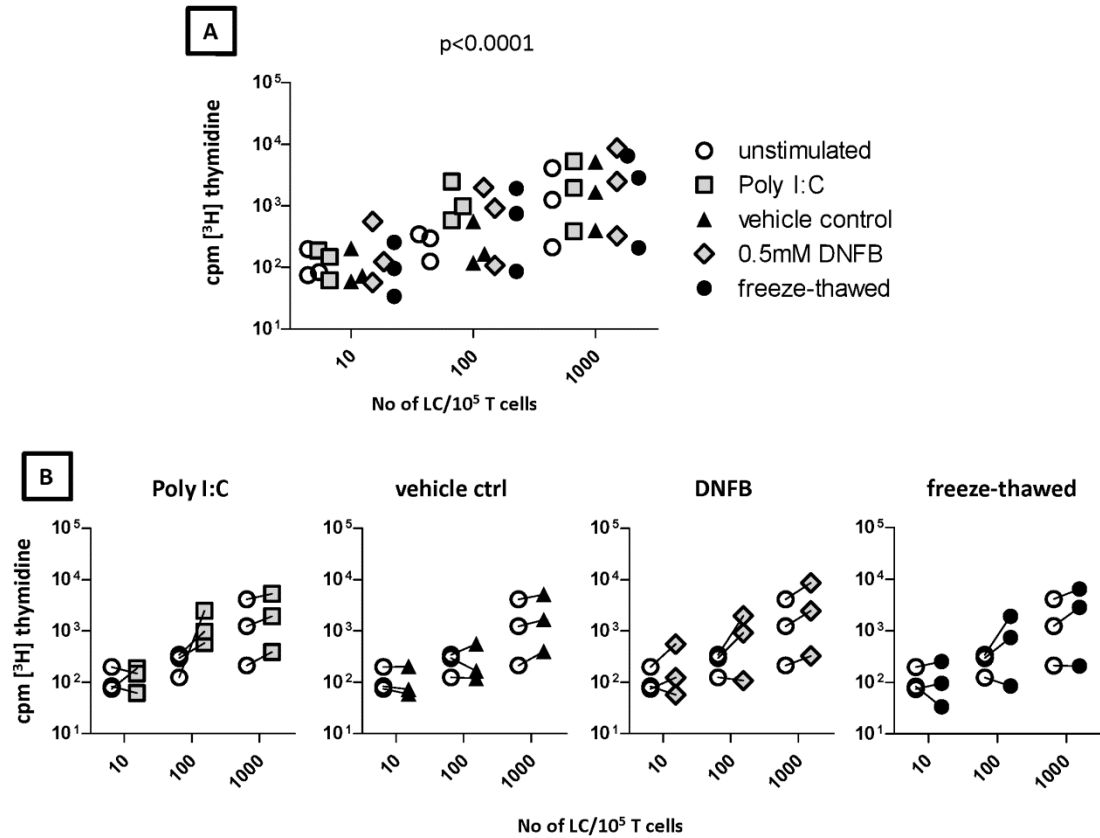 A
p<0.0001
cpm [³H] thymidine
10⁵
10⁴
10³
10²
10¹
10
100
1000
No of LC/10⁵ T cells
unstimulated
Poly I:C
vehicle control
0.5mM DNFB
freeze-thawed
B
Poly I:C
vehicle ctrl
DNFB
freeze-thawed
cpm [³H] thymidine
10⁵
10⁴
10³
10²
10¹
10
100
1000
10⁵
10⁴
10³
10²
10¹
10
100
1000
10⁵
10⁴
10³
10²
10¹
10
100
1000
10⁵
10⁴
10³
10²
10¹
10
100
1000
No of LC/10⁵ T cells